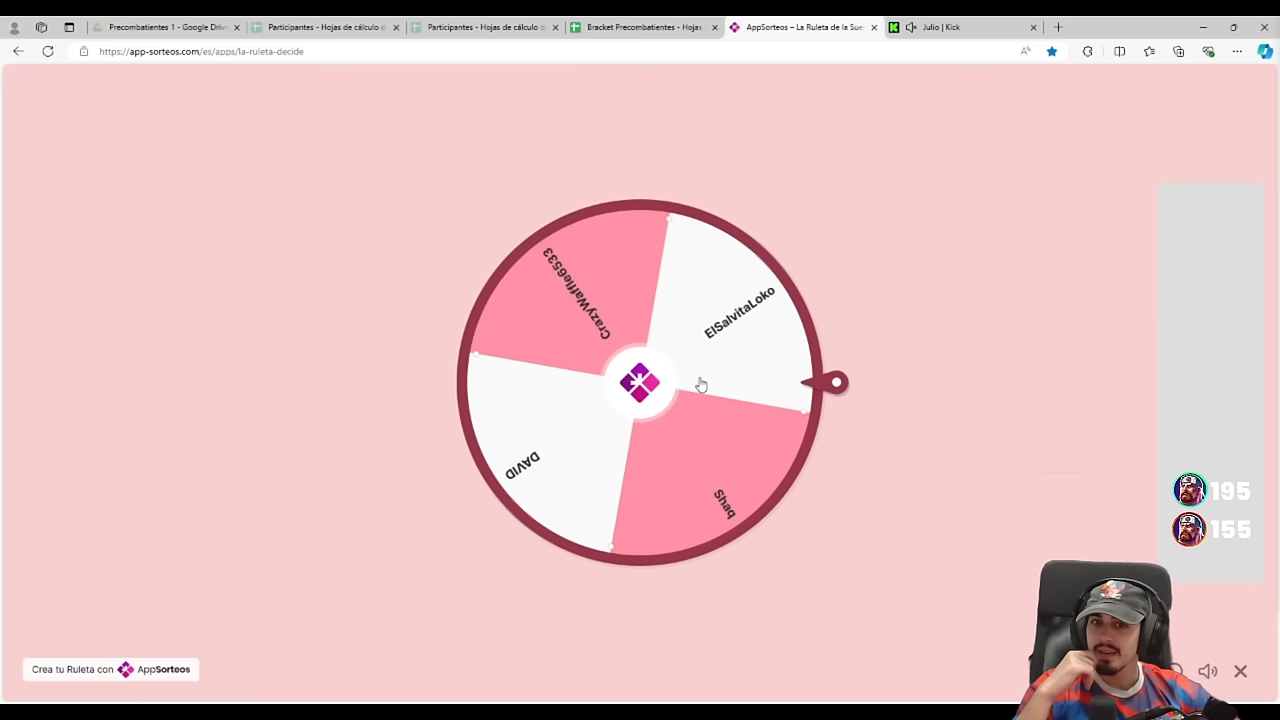 Precombatientes 1 - Google Drive
Participantes - Hojas de cálculo d
Participantes - Hojas de cálculo d
Bracket Precombatientes - Hojas
AppSorteos – La Ruleta de la Sue
Julio | Kick
https://app-sorteos.com/es/apps/la-ruleta-decide
CrazyWaffle6533
ElSalvitaLoko
DAVID
Shaq
195
155
Crea tu Ruleta con AppSorteos